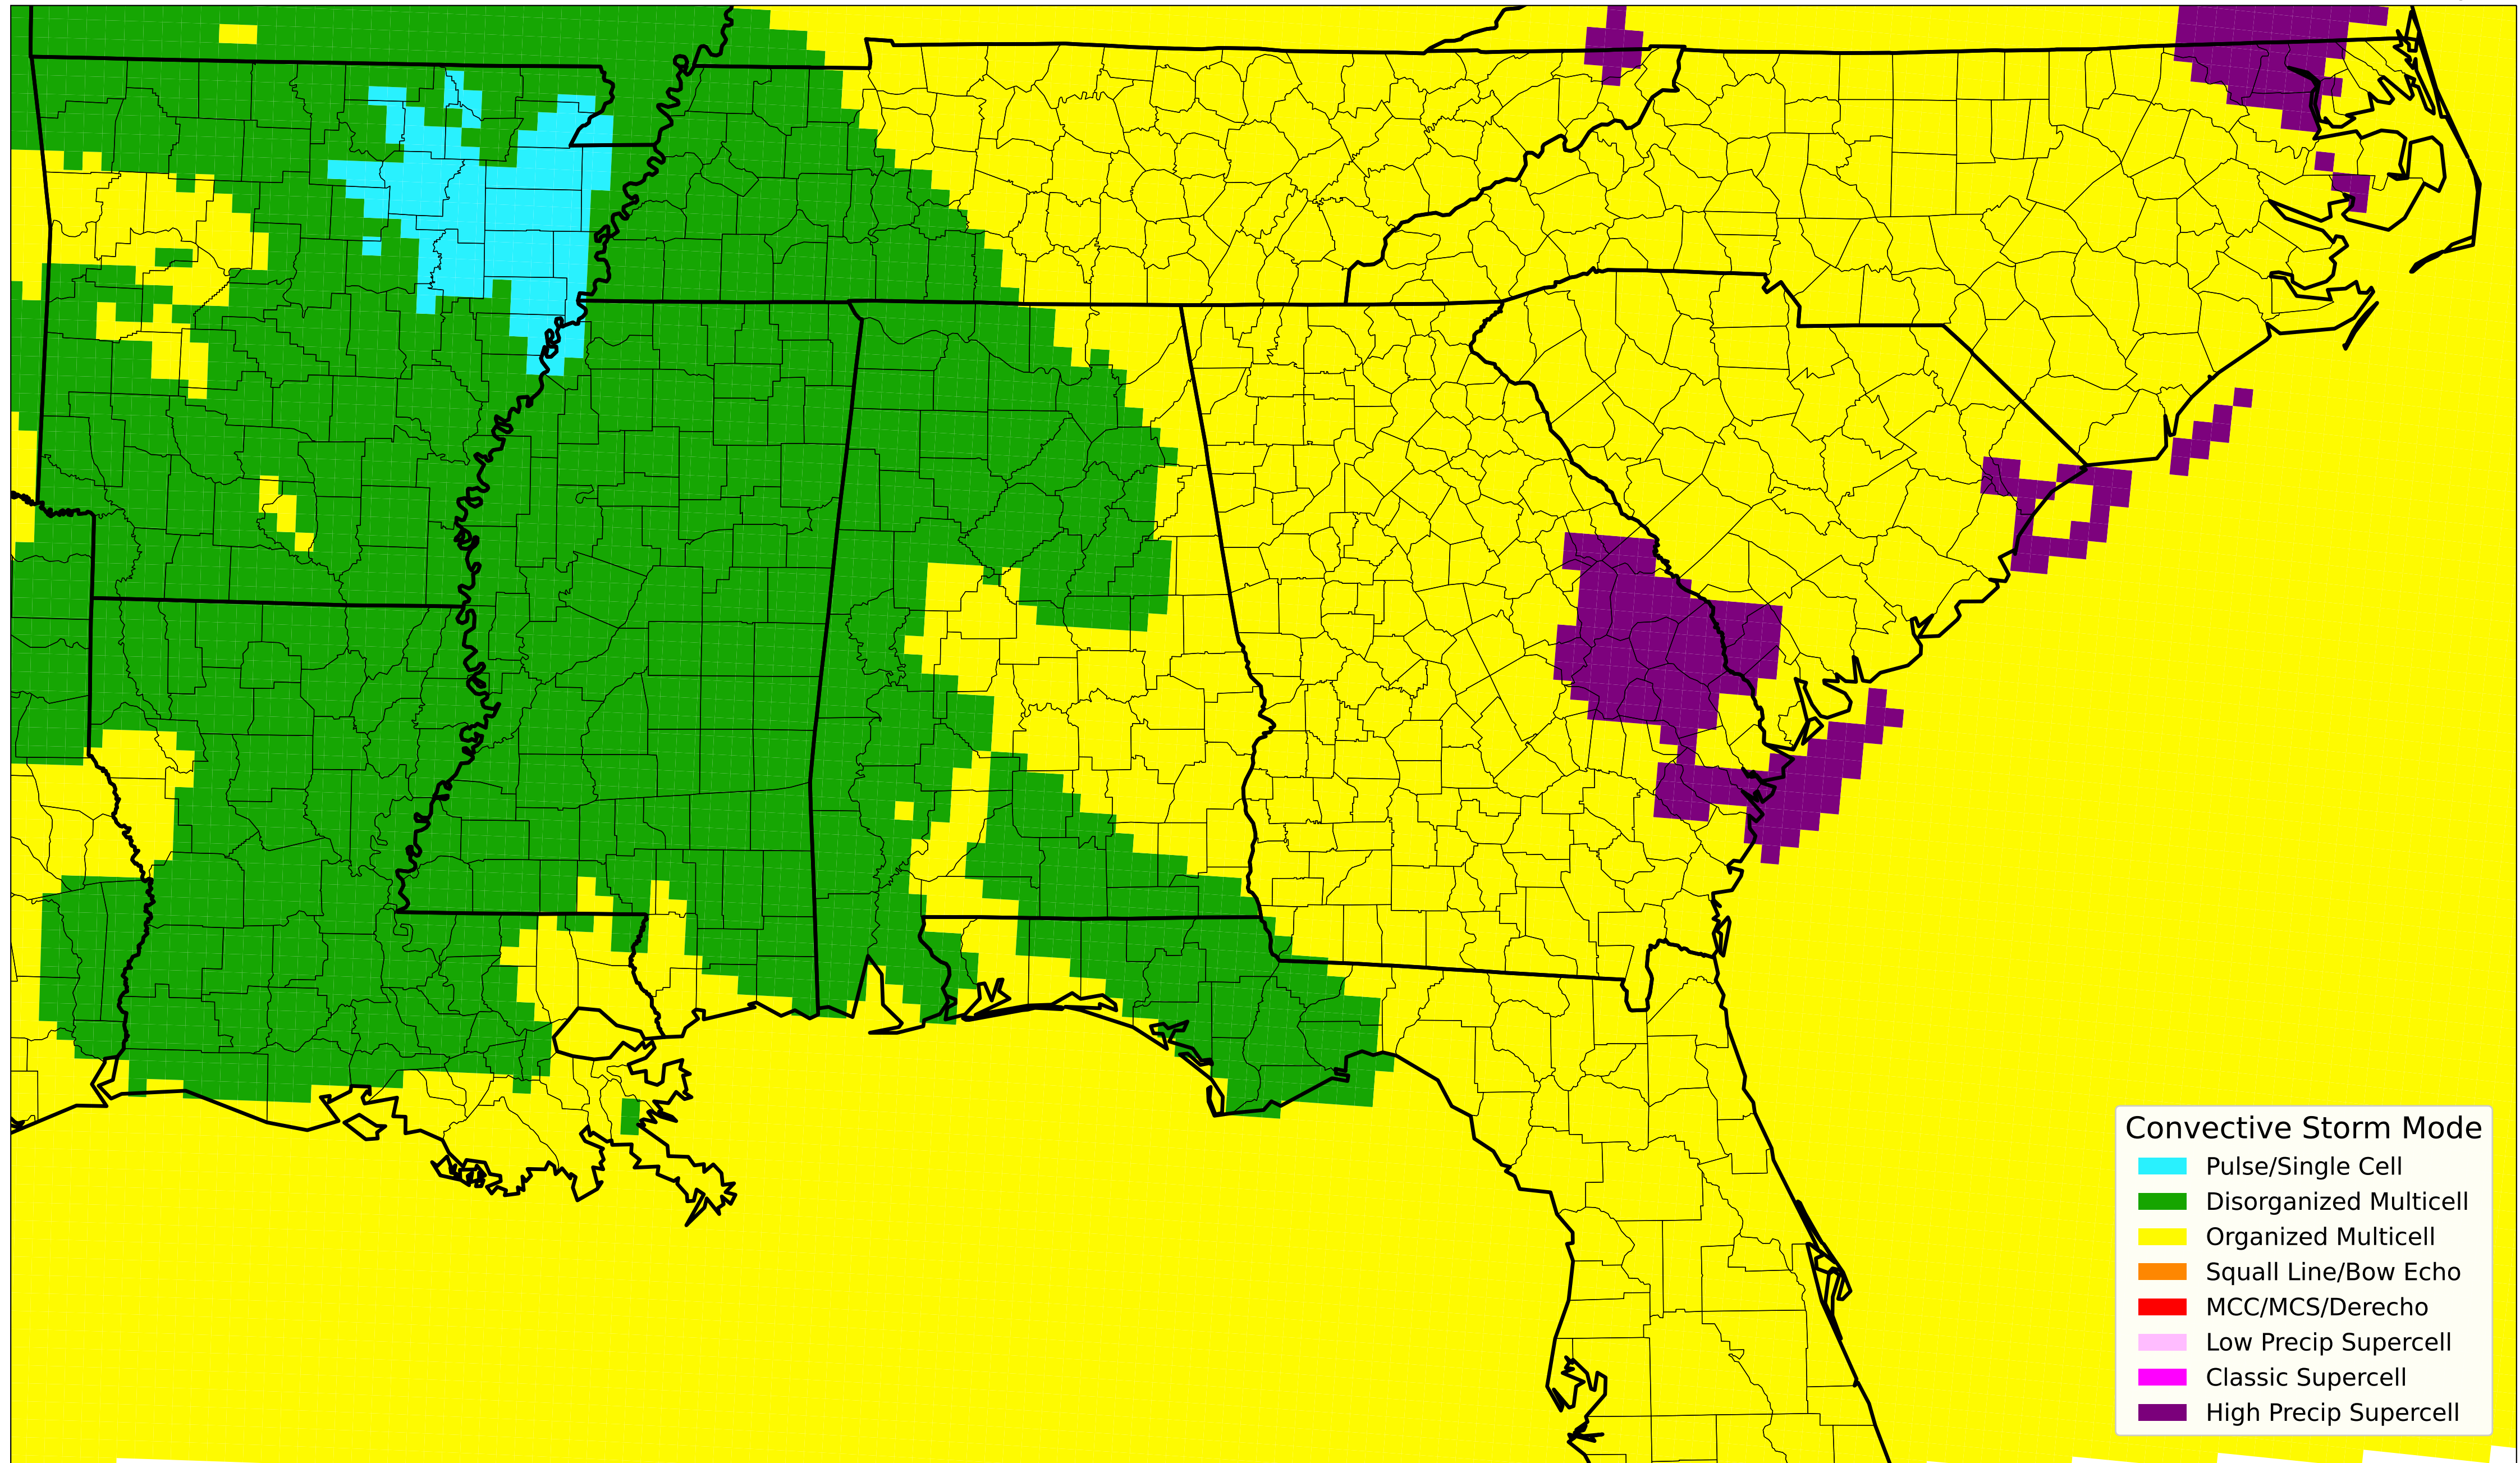 Convective Storm Mode
Pulse/Single Cell
Disorganized Multicell
Organized Multicell
Squall Line/Bow Echo
MCC/MCS/Derecho
Low Precip Supercell
Classic Supercell
High Precip Supercell